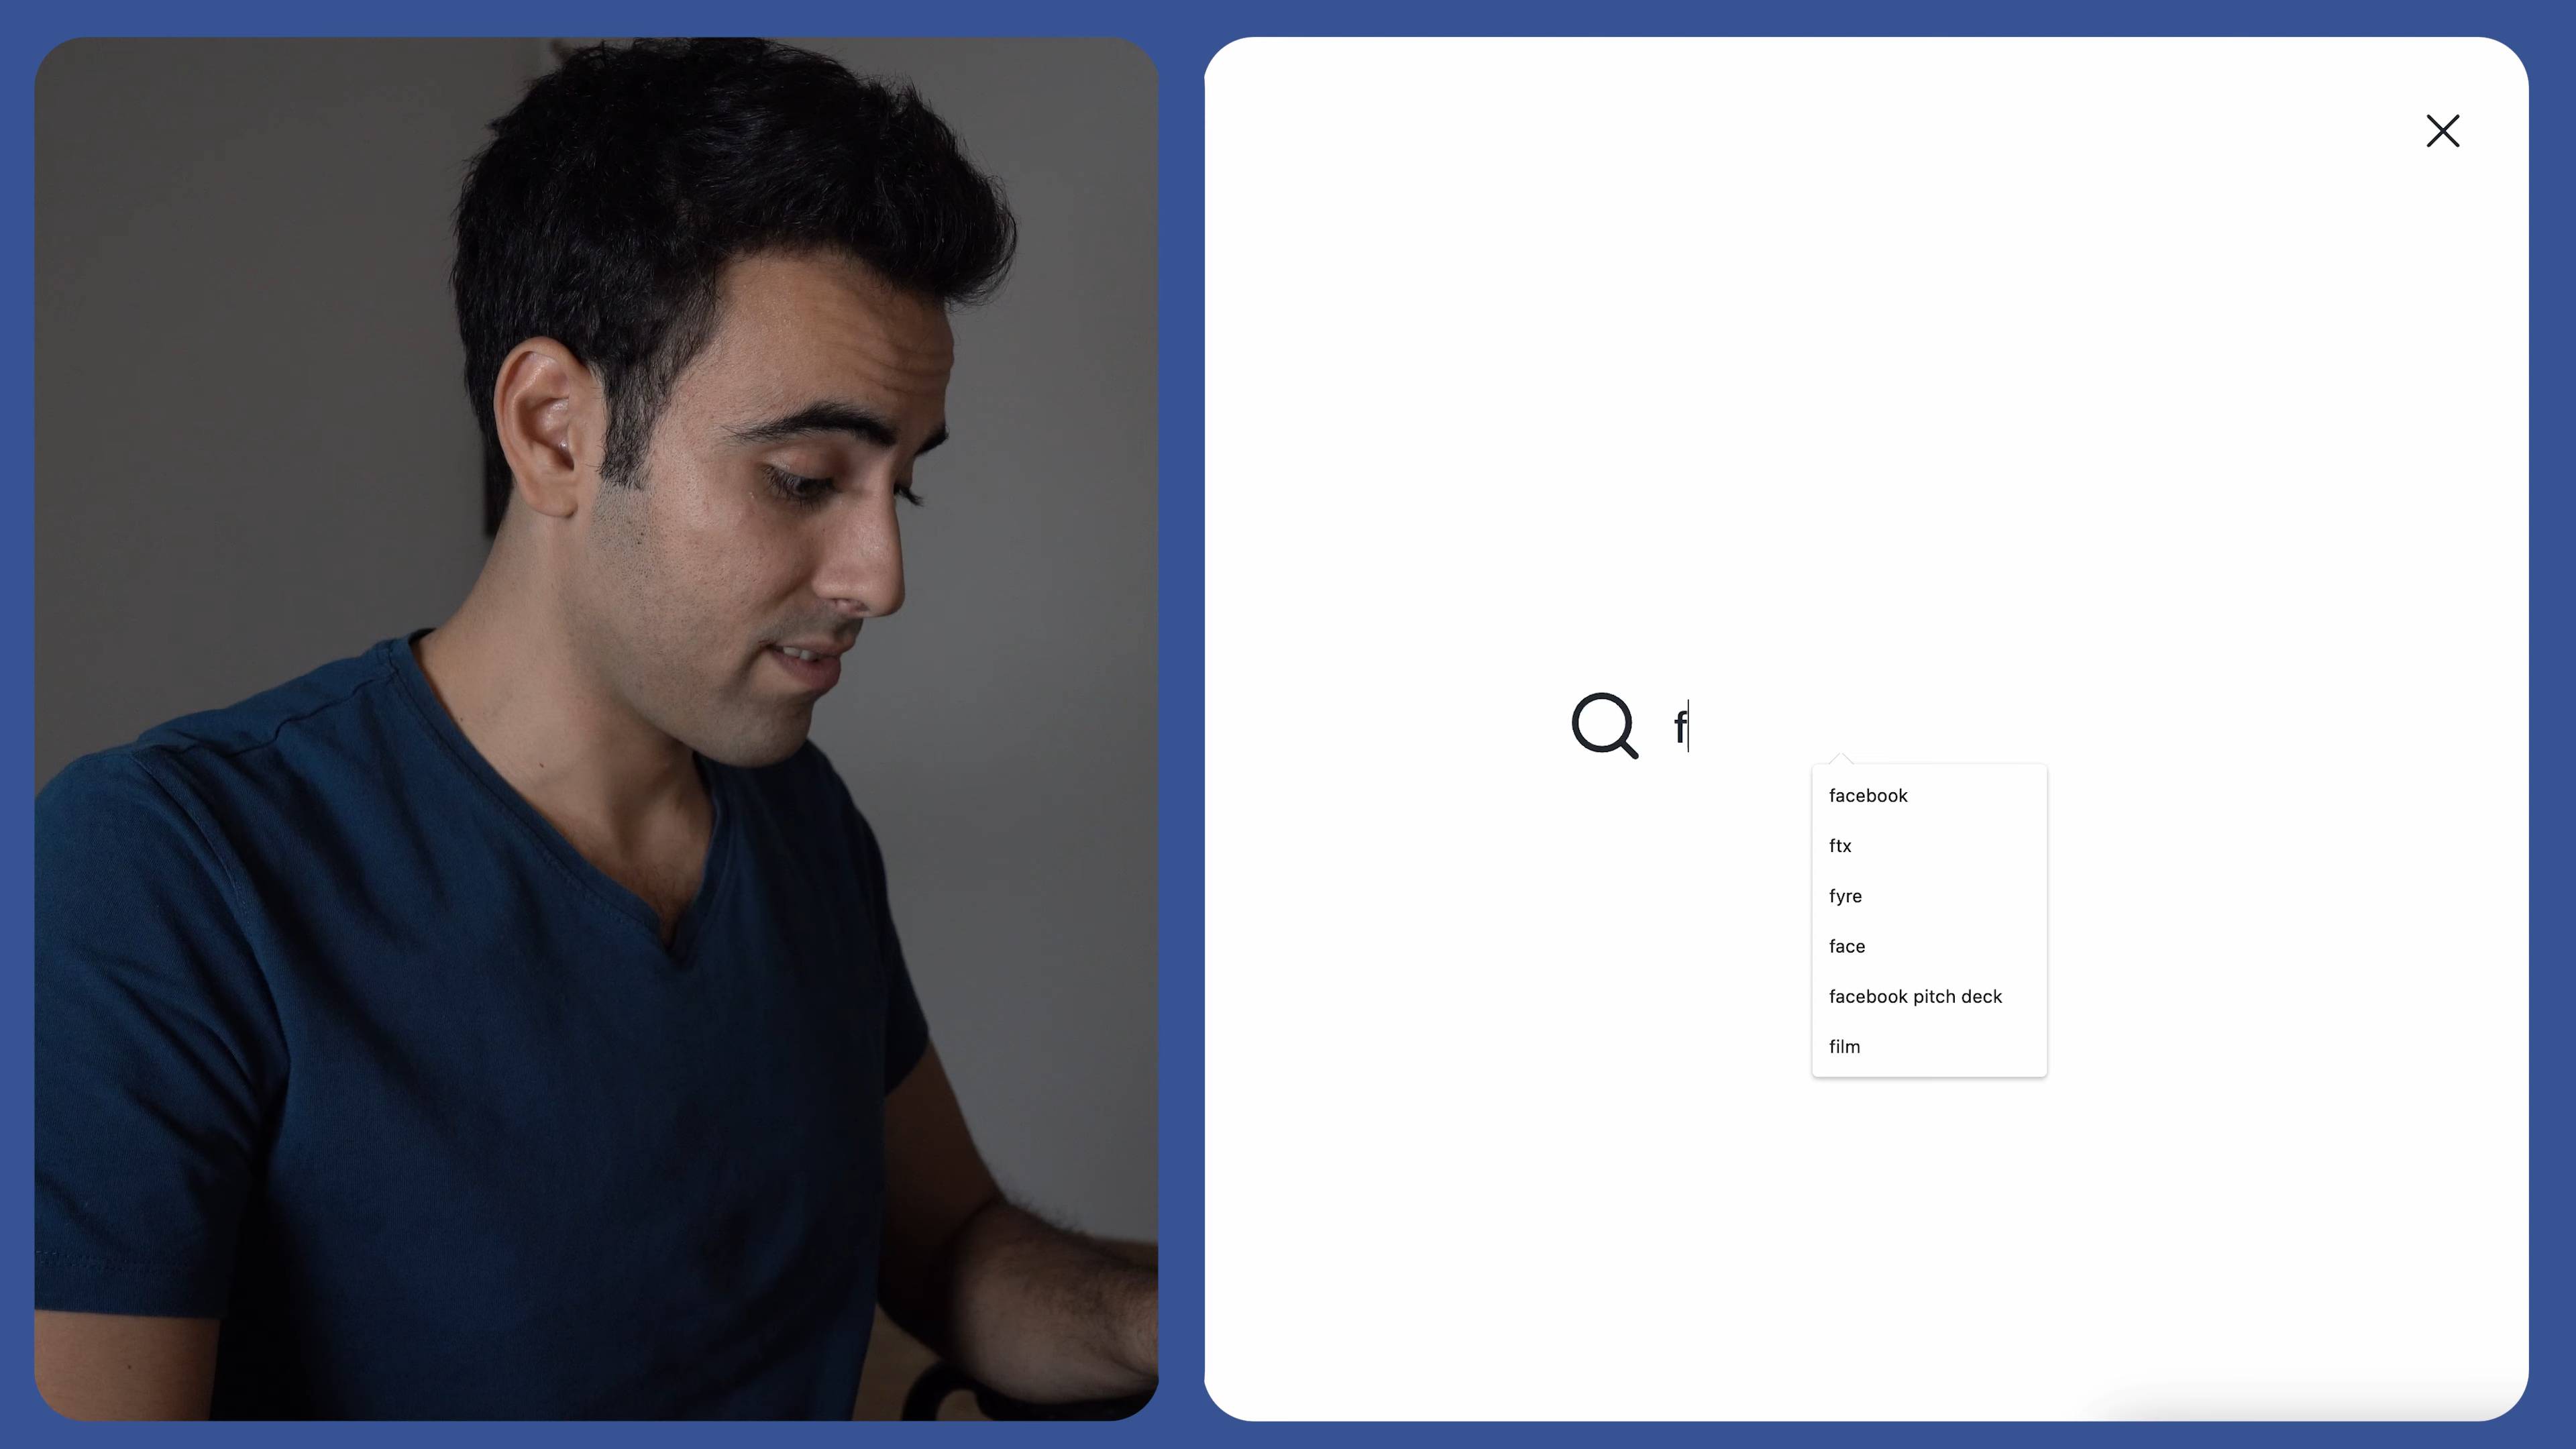 f
facebook
ftx
fyre
face
facebook pitch deck
film